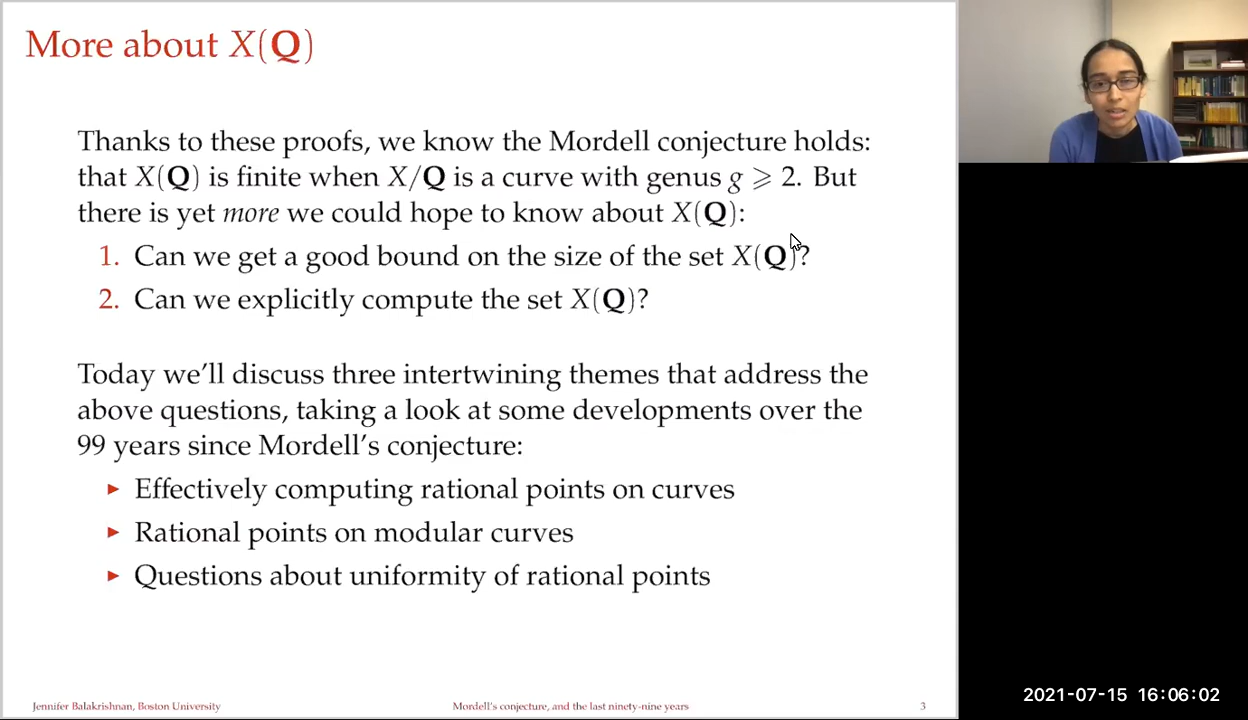 More about X(Q)
Thanks to these proofs, we know the Mordell conjecture holds:
that X(Q) is finite when X/Q is a curve with genus g ⩾ 2. But
there is yet more we could hope to know about X(Q):
1. Can we get a good bound on the size of the set X(Q)?
2. Can we explicitly compute the set X(Q)?
Today we'll discuss three intertwining themes that address the
above questions, taking a look at some developments over the
99 years since Mordell's conjecture:
▸ Effectively computing rational points on curves
▸ Rational points on modular curves
▸ Questions about uniformity of rational points
Jennifer Balakrishnan, Boston University
Mordell's conjecture, and the last ninety-nine years
3
2021-07-15 16:06:02